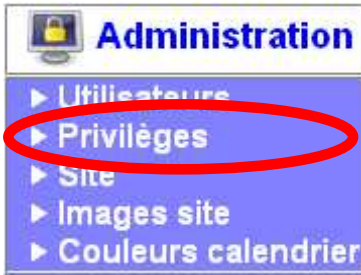 Administration
Utilisateurs
Privilèges
Site
Images site
Couleurs calendrier